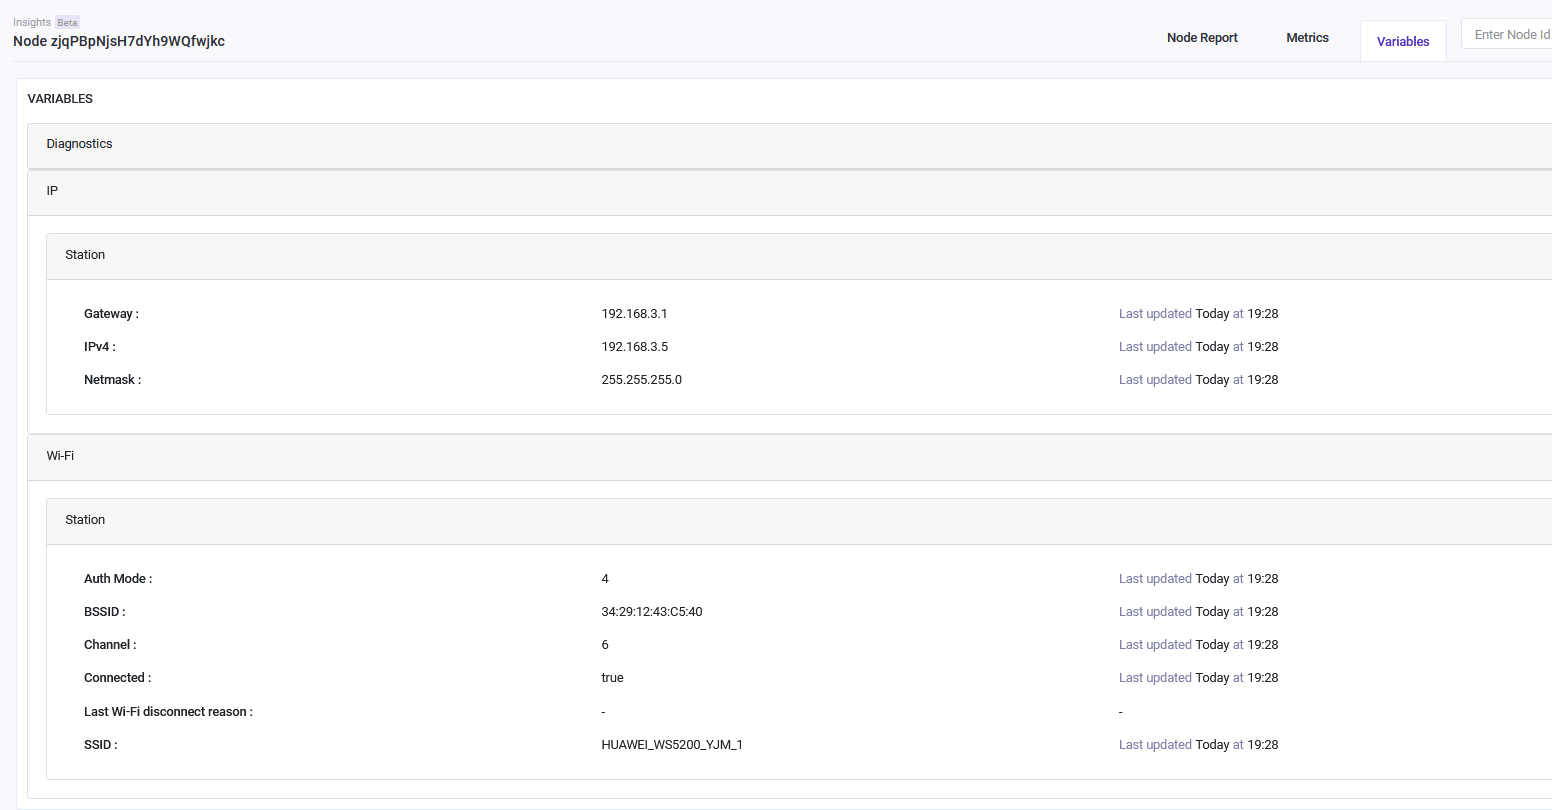 Insights Beta
Node zjqPBpNjsH7dYh9WQfwjkc
Node Report Metrics Variables Enter Node Id
VARIABLES
Diagnostics
IP
Station
Gateway : 192.168.3.1 Last updated Today at 19:28
IPv4 : 192.168.3.5 Last updated Today at 19:28
Netmask : 255.255.255.0 Last updated Today at 19:28
Wi-Fi
Station
Auth Mode : 4 Last updated Today at 19:28
BSSID : 34:29:12:43:C5:40 Last updated Today at 19:28
Channel : 6 Last updated Today at 19:28
Connected : true Last updated Today at 19:28
Last Wi-Fi disconnect reason : - -
SSID : HUAWEI_WS5200_YJM_1 Last updated Today at 19:28